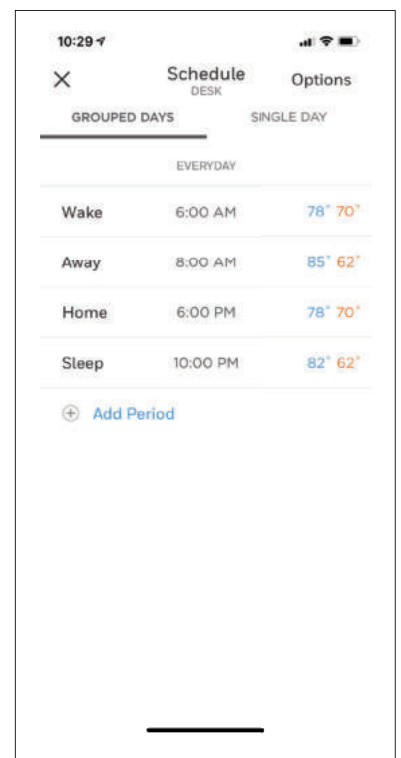 10:29
Schedule Options
DESK
GROUPED DAYS SINGLE DAY
EVERYDAY
Wake 6:00 AM 78° 70°
Away 8:00 AM 85° 62°
Home 6:00 PM 78° 70°
Sleep 10:00 PM 82° 62°
Add Period